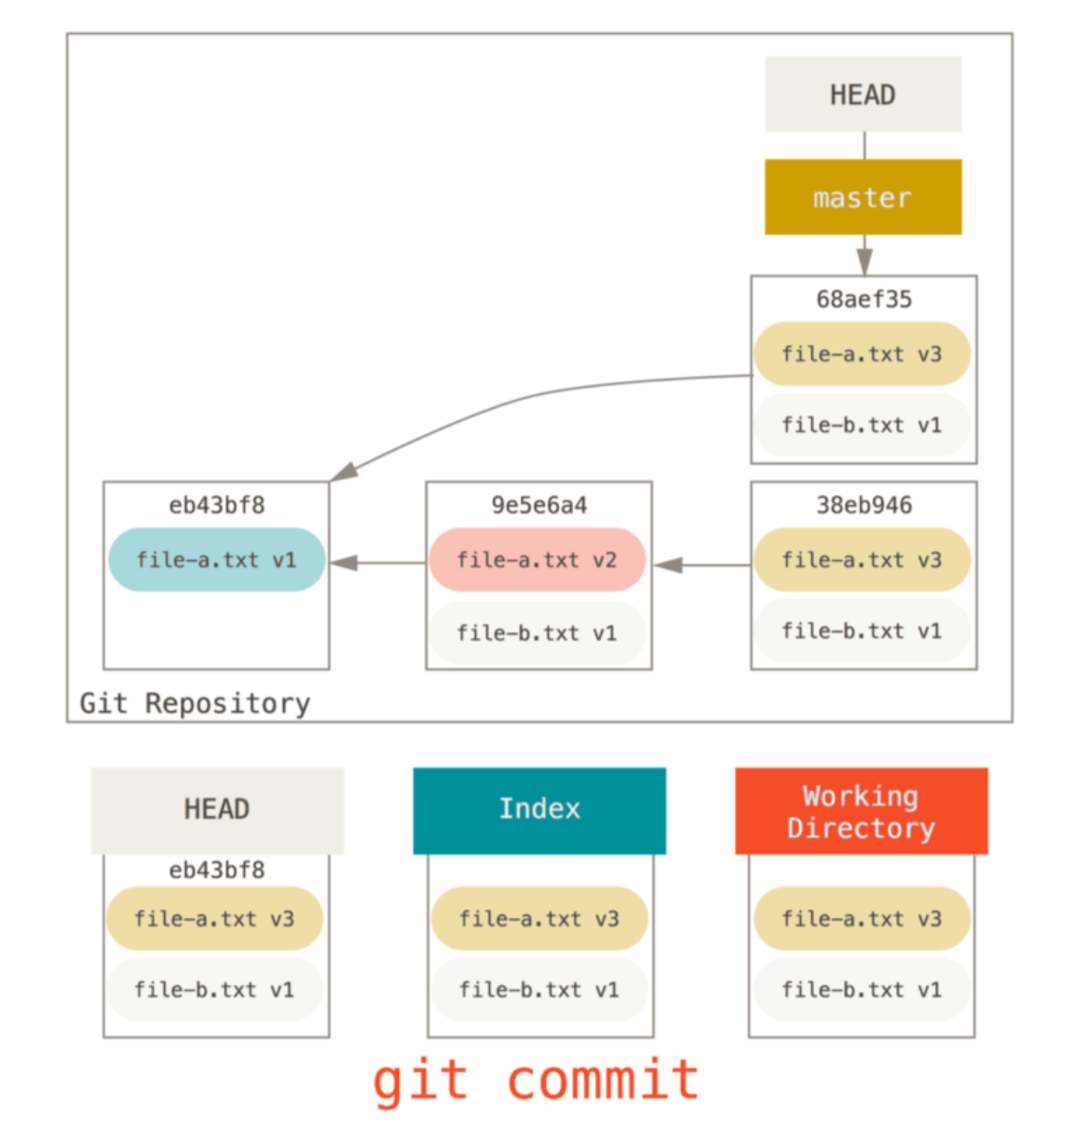 HEAD
master
68aef35
file-a.txt v3
file-b.txt v1
eb43bf8
file-a.txt v1
9e5e6a4
file-a.txt v2
file-b.txt v1
38eb946
file-a.txt v3
file-b.txt v1
Git Repository
HEAD
eb43bf8
file-a.txt v3
file-b.txt v1
Index
file-a.txt v3
file-b.txt v1
Working
Directory
file-a.txt v3
file-b.txt v1
git commit